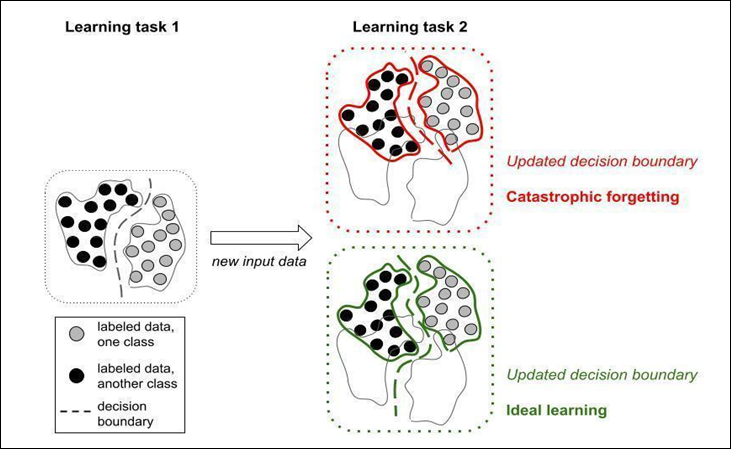 Learning task 1
Learning task 2
Updated decision boundary
Catastrophic forgetting
new input data
labeled data,
one class
labeled data,
another class
decision
boundary
Updated decision boundary
Ideal learning